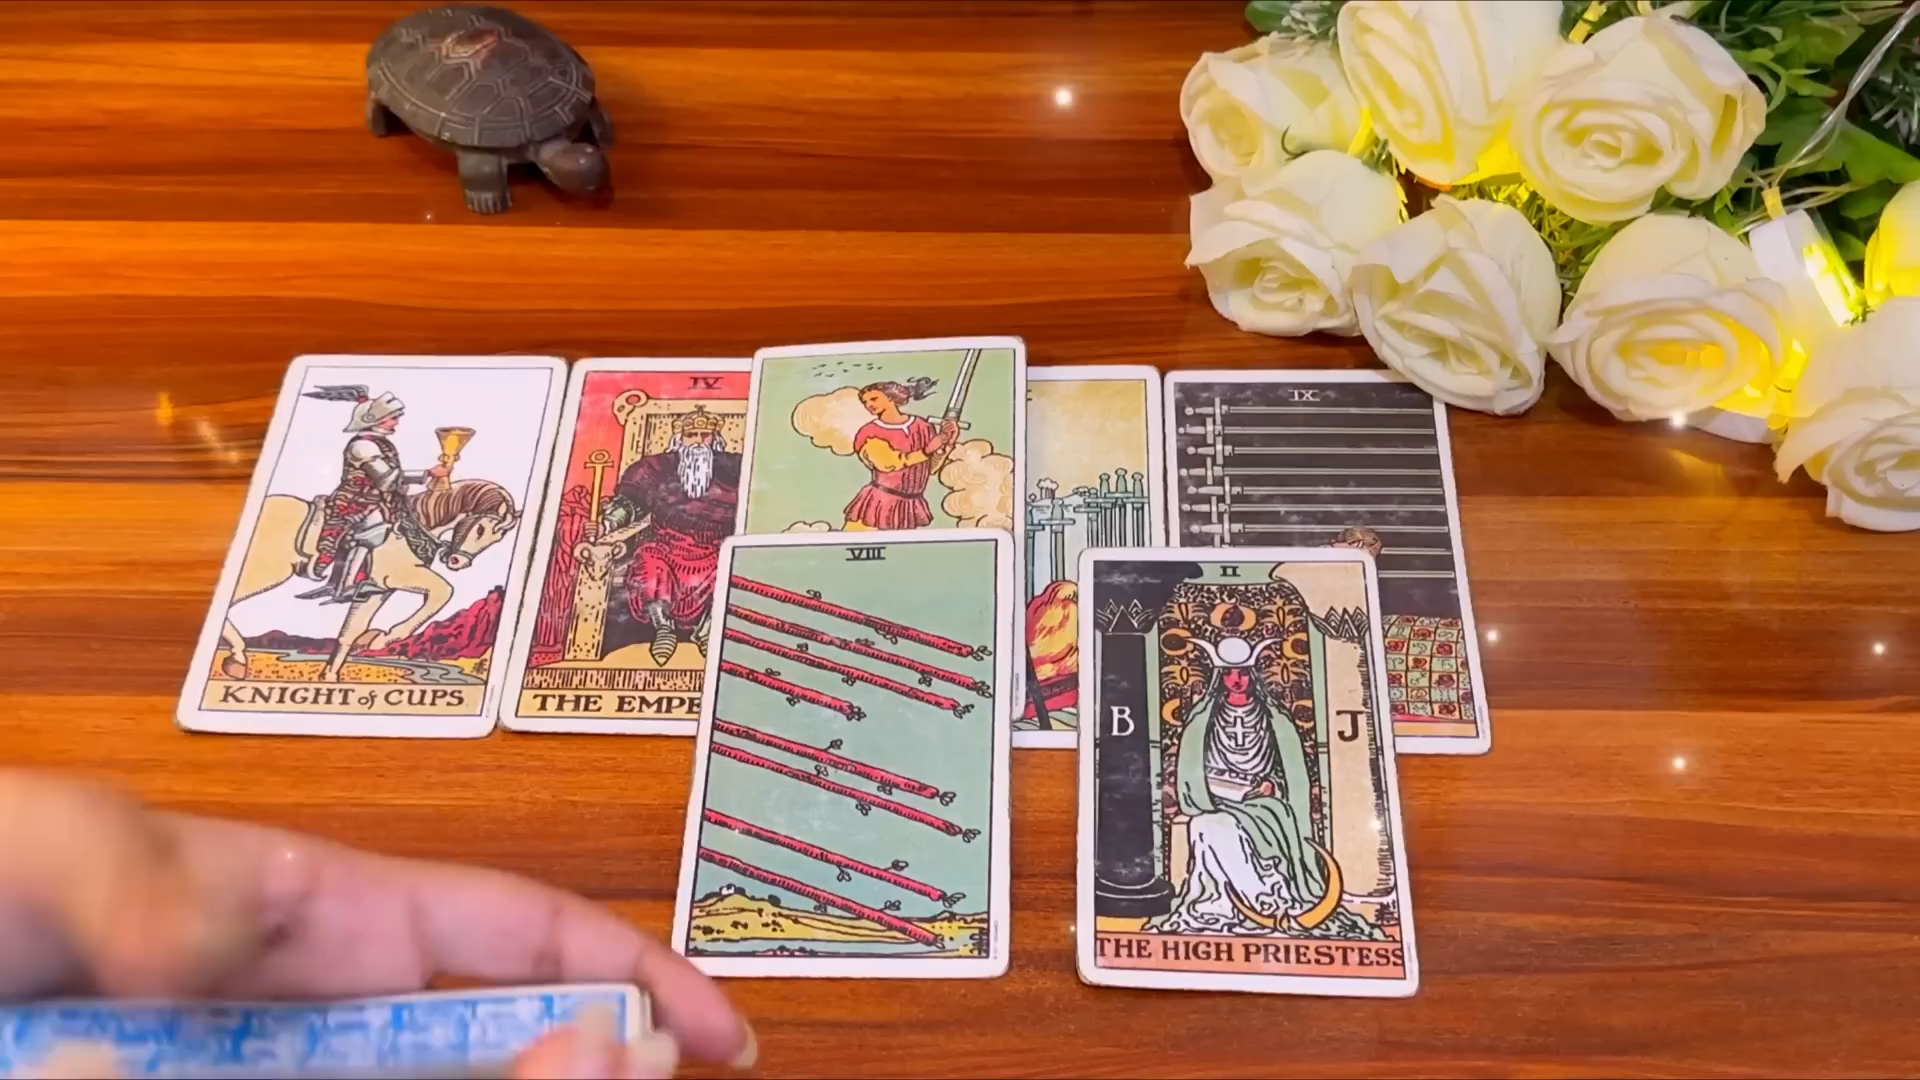 IV
IX
KNIGHT of CUPS
THE EMPE
VIII
II
B
J
THE HIGH PRIESTESS